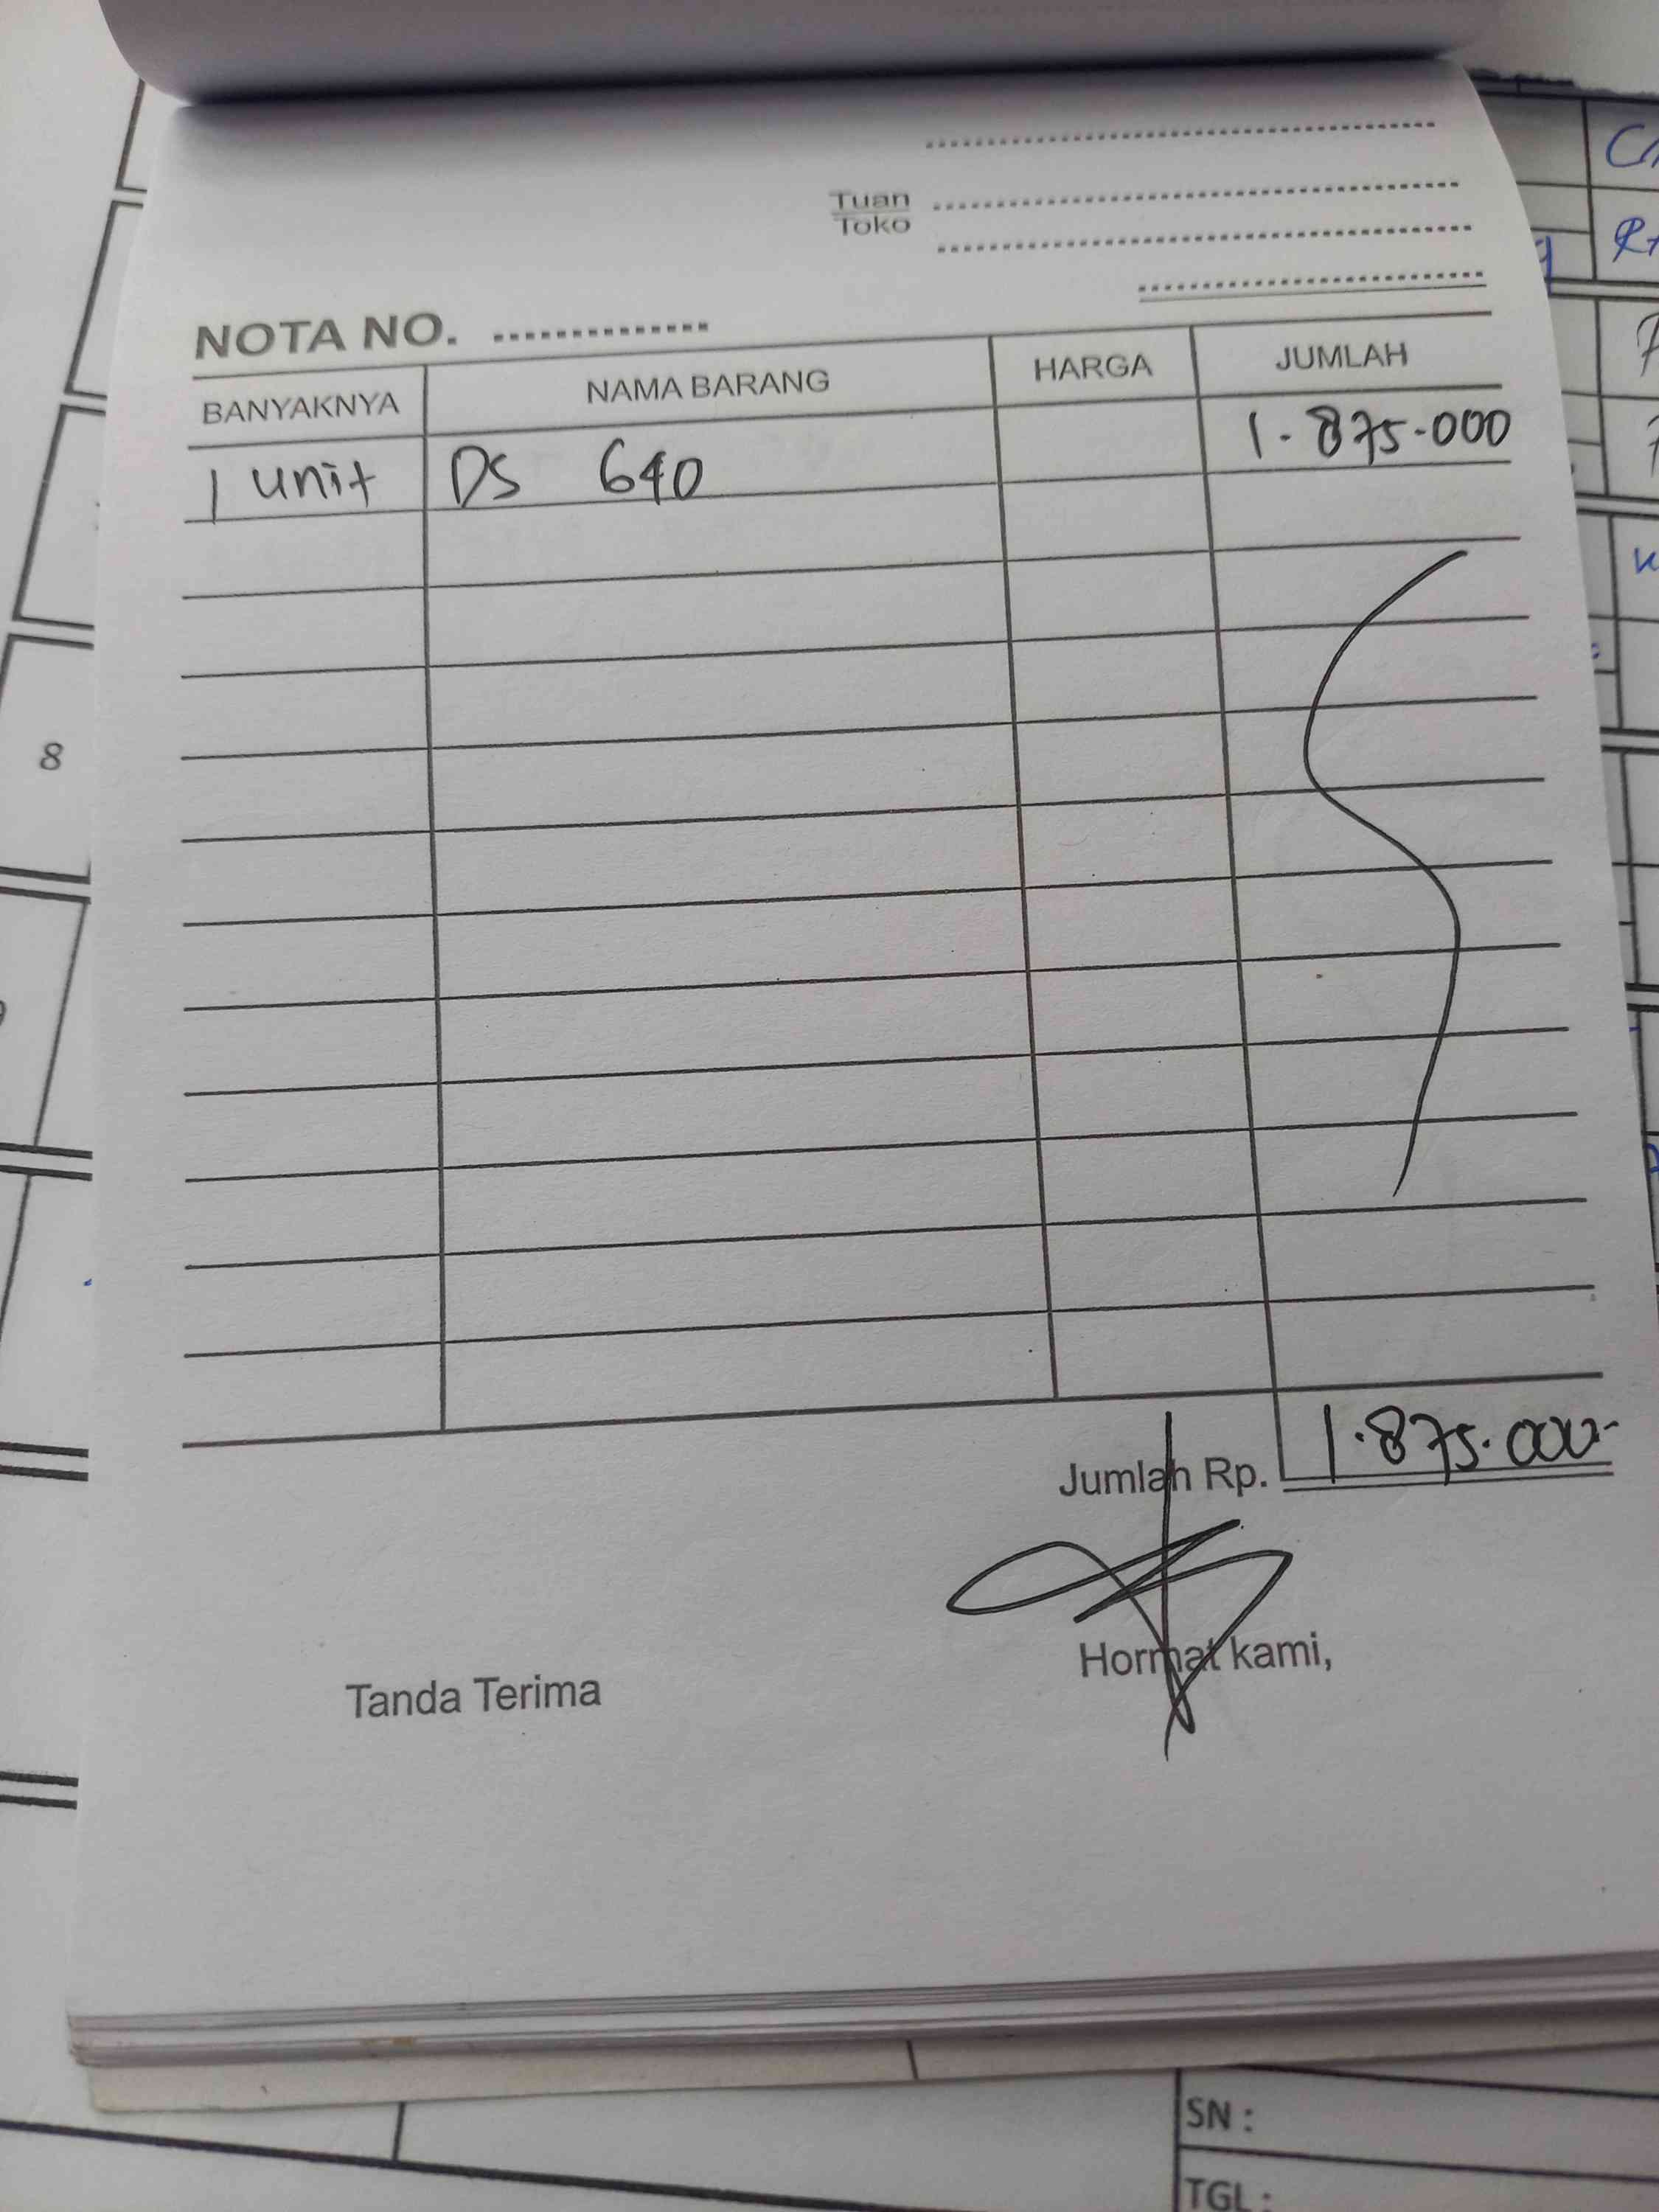 Tuan
Toko
NOTA NO.
BANYAKNYA NAMA BARANG HARGA JUMLAH
1 unit DS 640 1.875.000
Jumlah Rp. 1.875.000-
Tanda Terima Hormat kami,
8
SN :
TGL :